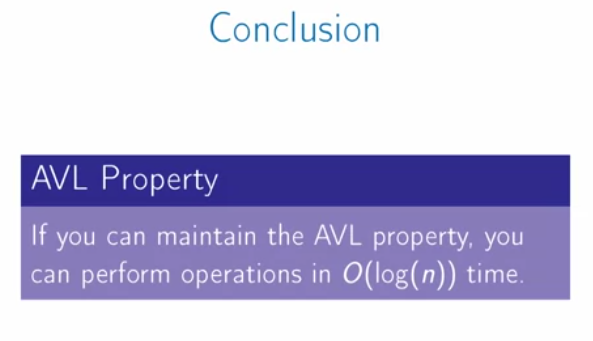 Conclusion
AVL Property
If you can maintain the AVL property, you
can perform operations in O(log(n)) time.